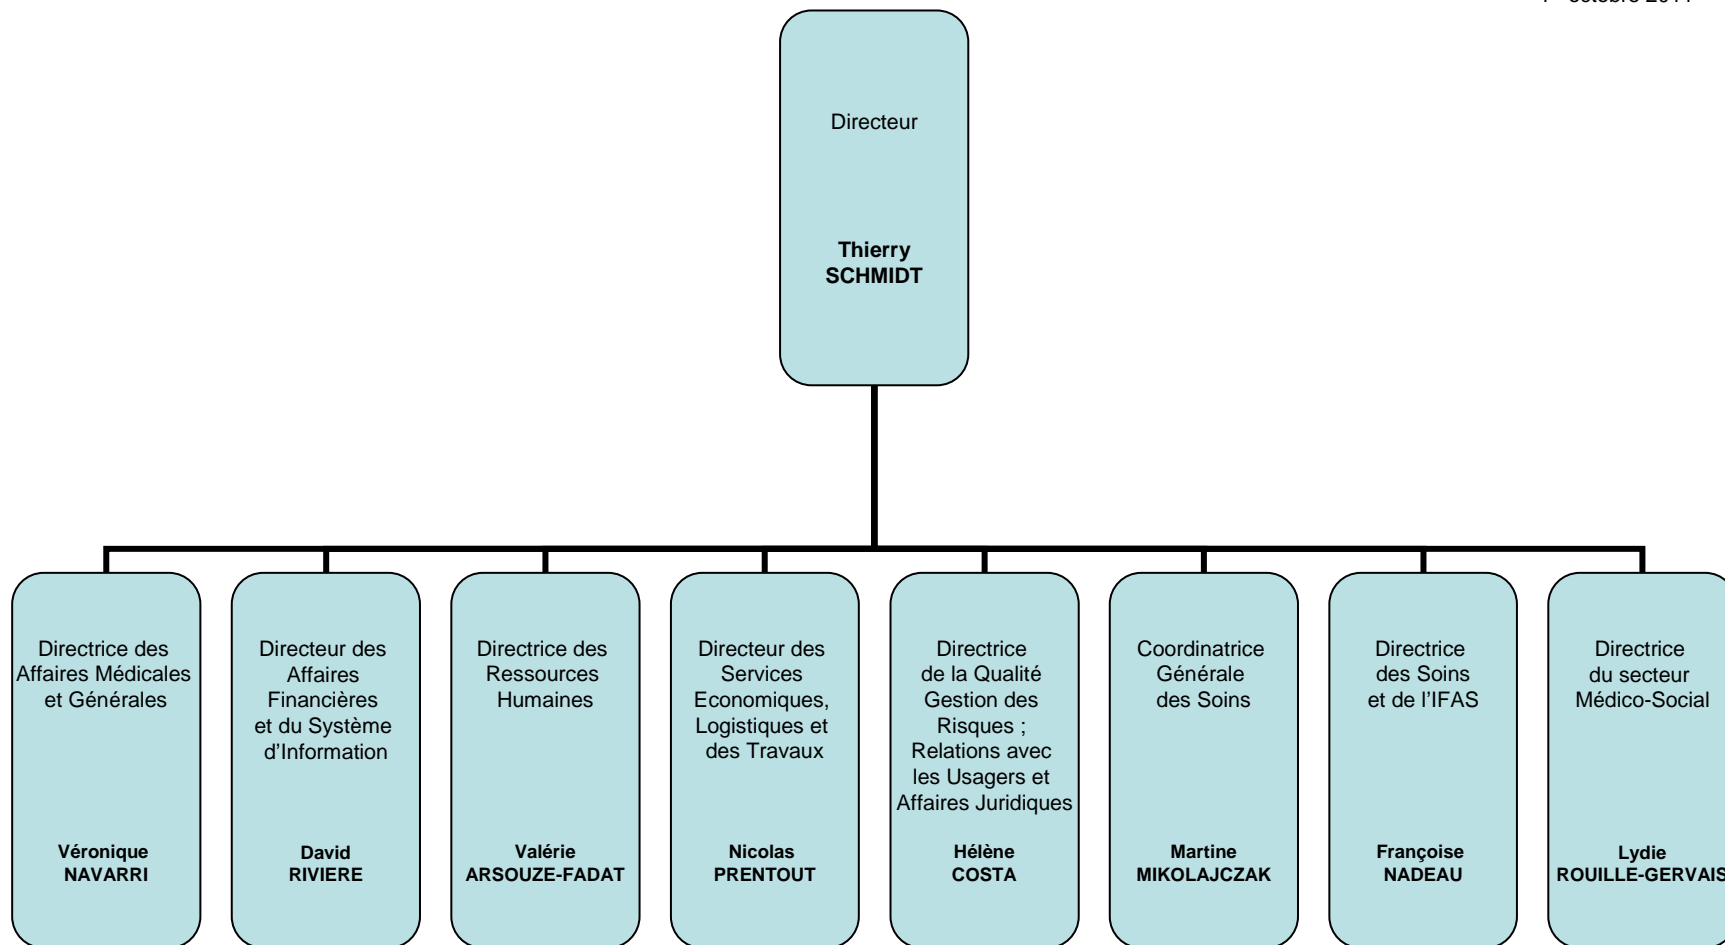 octobre
Directeur
Thierry
SCHMIDT
Directrice des
Affaires Médicales
et Générales
Véronique
NAVARRI
Directeur des
Affaires
Financières
et du Système
d’Information
David
RIVIERE
Directrice des
Ressources
Humaines
Valérie
ARSOUZE-FADAT
Directeur des
Services
Economiques,
Logistiques et
des Travaux
Nicolas
PRENTOUT
Directrice
de la Qualité
Gestion des
Risques ;
Relations avec
les Usagers et
Affaires Juridiques
Hélène
COSTA
Coordinatrice
Générale
des Soins
Martine
MIKOLAJCZAK
Directrice
des Soins
et de l’IFAS
Françoise
NADEAU
Directrice
du secteur
Médico-Social
Lydie
ROUILLE-GERVAIS